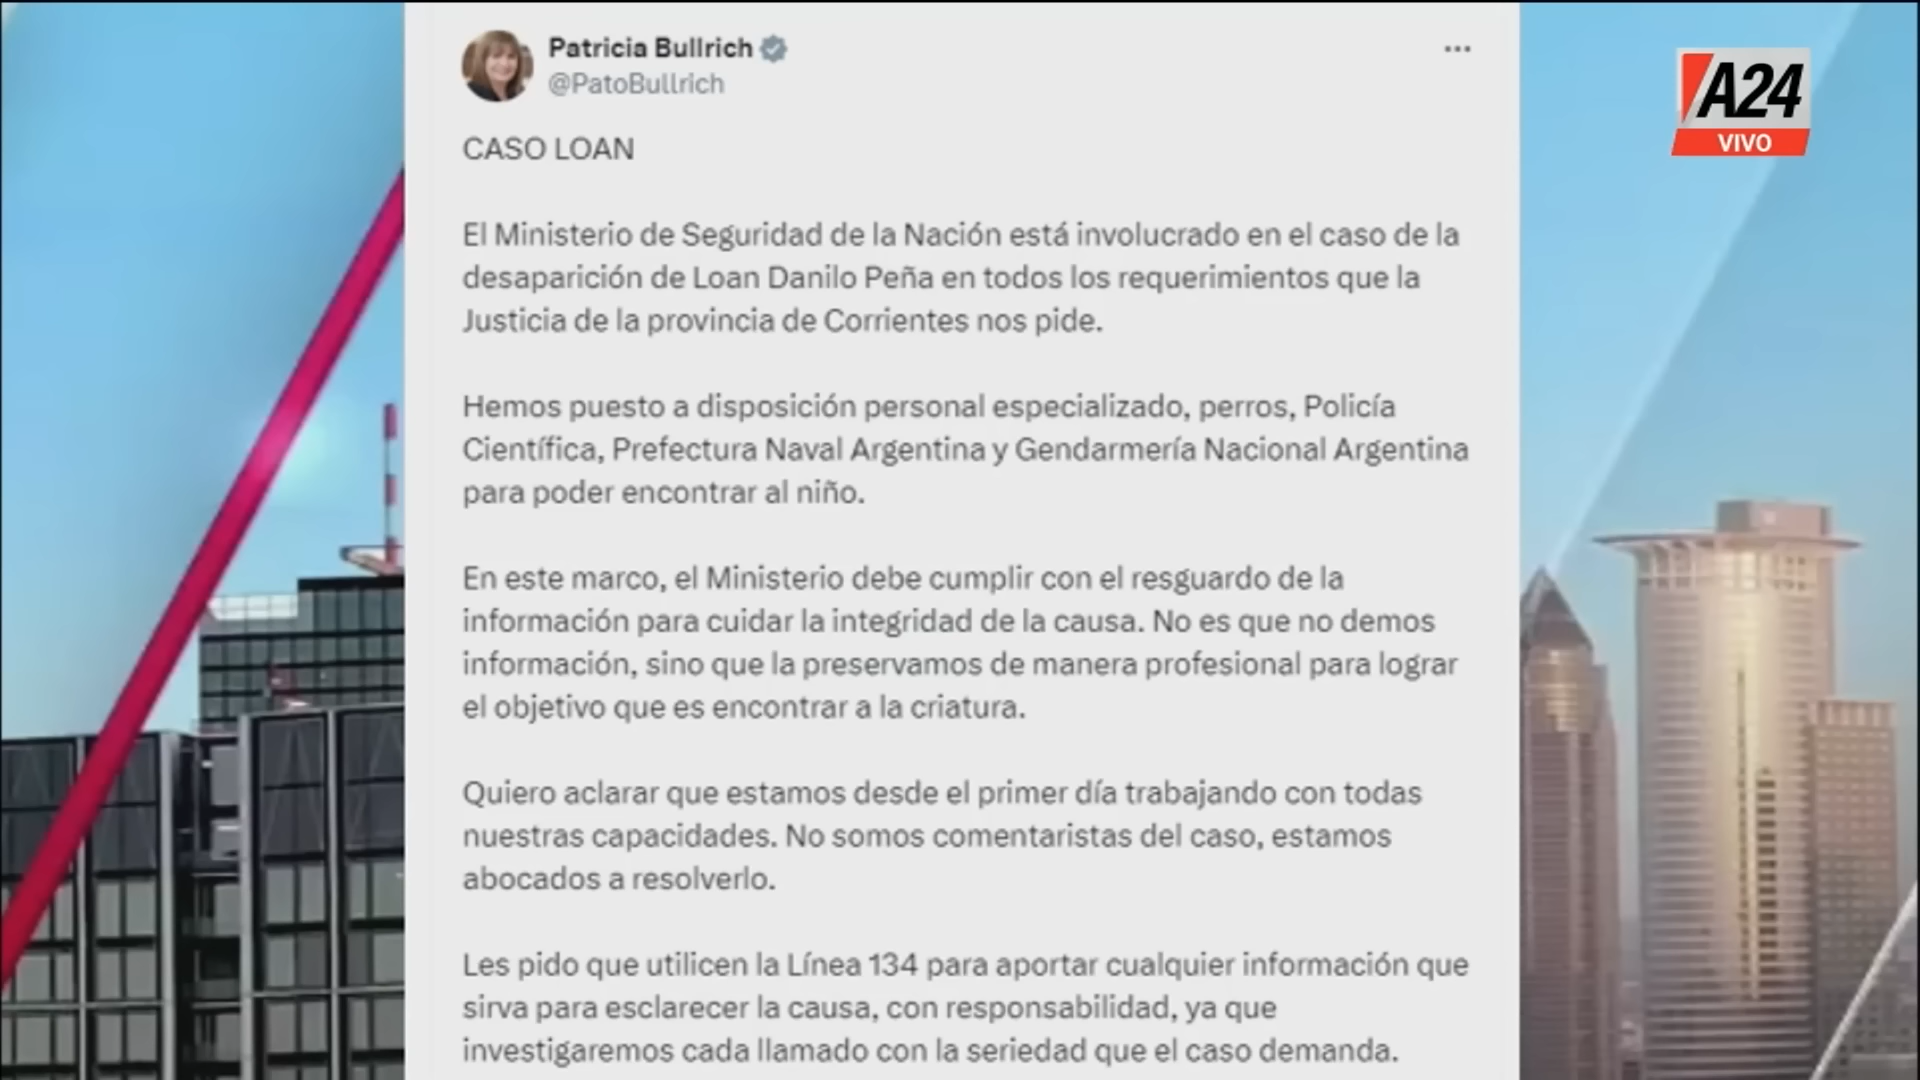 Patricia Bullrich
@PatoBullrich
A24
VIVO
CASO LOAN
El Ministerio de Seguridad de la Nación está involucrado en el caso de la
desaparición de Loan Danilo Peña en todos los requerimientos que la
Justicia de la provincia de Corrientes nos pide.
Hemos puesto a disposición personal especializado, perros, Policía
Científica, Prefectura Naval Argentina y Gendarmería Nacional Argentina
para poder encontrar al niño.
En este marco, el Ministerio debe cumplir con el resguardo de la
información para cuidar la integridad de la causa. No es que no demos
información, sino que la preservamos de manera profesional para lograr
el objetivo que es encontrar a la criatura.
Quiero aclarar que estamos desde el primer día trabajando con todas
nuestras capacidades. No somos comentaristas del caso, estamos
abocados a resolverlo.
Les pido que utilicen la Línea 134 para aportar cualquier información que
sirva para esclarecer la causa, con responsabilidad, ya que
investigaremos cada llamado con la seriedad que el caso demanda.